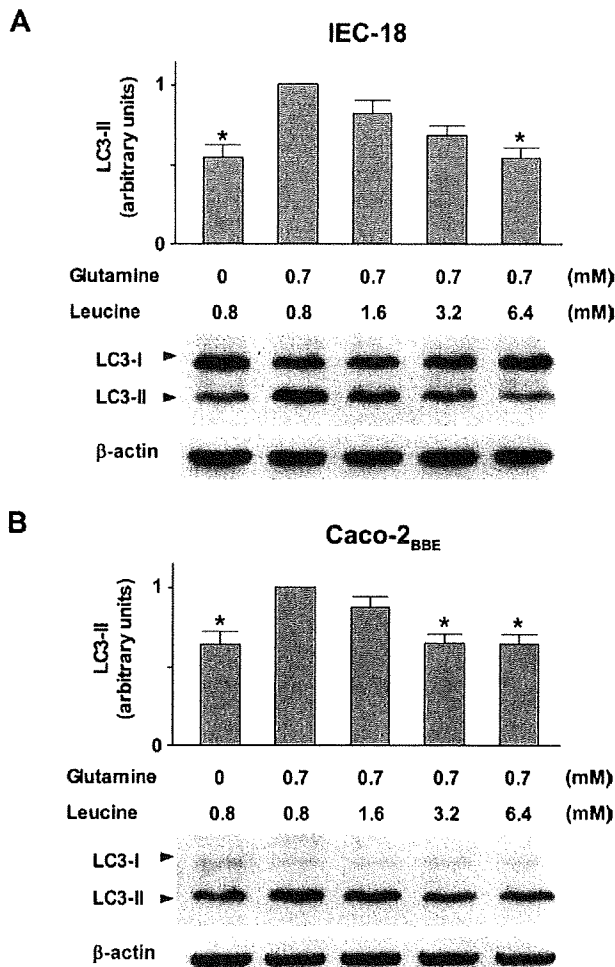 A
IEC-18
LC3-II
(arbitrary units)
1
0
*
*
Glutamine 0 0.7 0.7 0.7 0.7 (mM)
Leucine 0.8 0.8 1.6 3.2 6.4 (mM)
LC3-I
LC3-II
β-actin
B
Caco-2BBE
LC3-II
(arbitrary units)
1
0
*
*
*
Glutamine 0 0.7 0.7 0.7 0.7 (mM)
Leucine 0.8 0.8 1.6 3.2 6.4 (mM)
LC3-I
LC3-II
β-actin